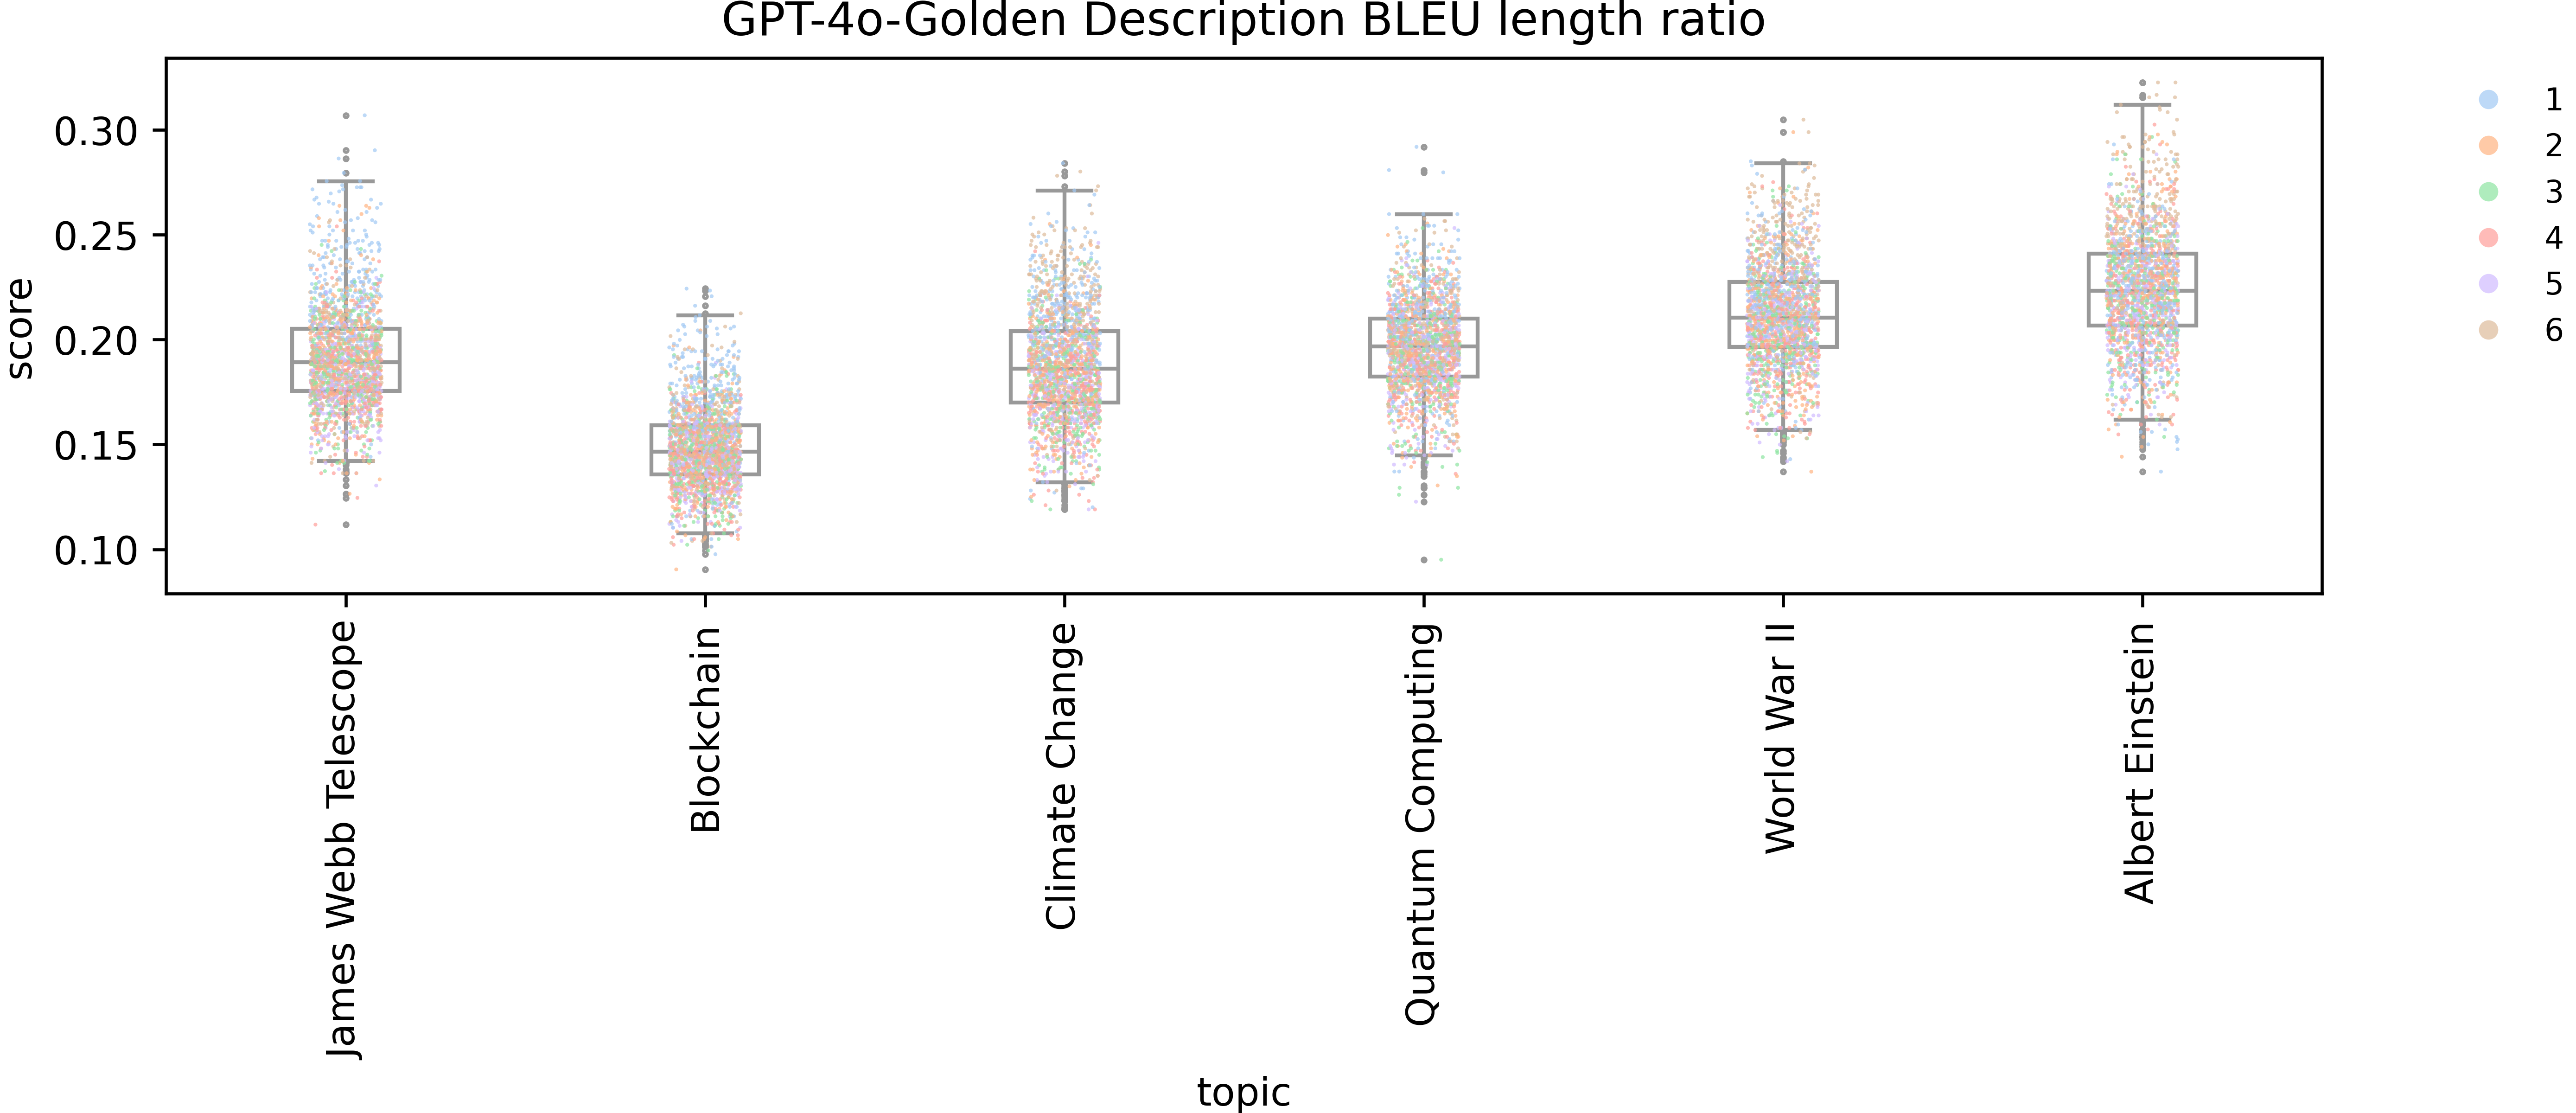 GPT-4o-Golden Description BLEU length ratio
score
0.30
0.25
0.20
0.15
0.10
James Webb Telescope
Blockchain
Climate Change
Quantum Computing
World War II
Albert Einstein
topic
1
2
3
4
5
6